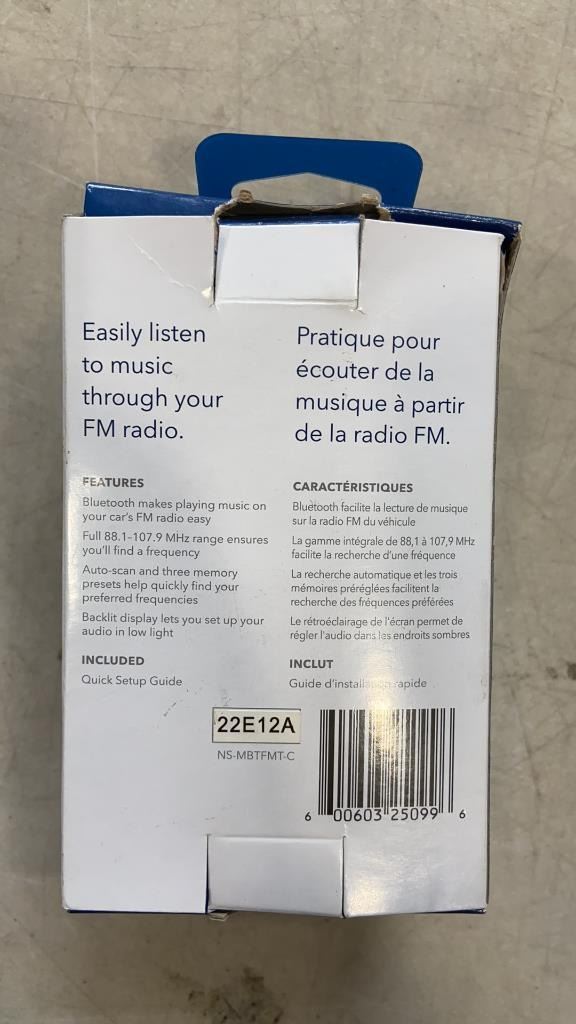 Easily listen
to music
through your
FM radio.
FEATURES
Bluetooth makes playing music on
your car's FM radio easy
Full 88.1–107.9 MHz range ensures
you'll find a frequency
Auto-scan and three memory
presets help quickly find your
preferred frequencies
Backlit display lets you set up your
audio in low light
INCLUDED
Quick Setup Guide
Pratique pour
écouter de la
musique à partir
de la radio FM.
CARACTÉRISTIQUES
Bluetooth facilite la lecture de musique
sur la radio FM du véhicule
La gamme intégrale de 88,1 à 107,9 MHz
facilite la recherche d'une fréquence
La recherche automatique et les trois
mémoires préréglées facilitent la
recherche des fréquences préférées
Le rétroéclairage de l'écran permet de
régler l'audio dans les endroits sombres
INCLUT
Guide d'installation rapide
22E12A
NS-MBTFMT-C
6 00603 25099 6